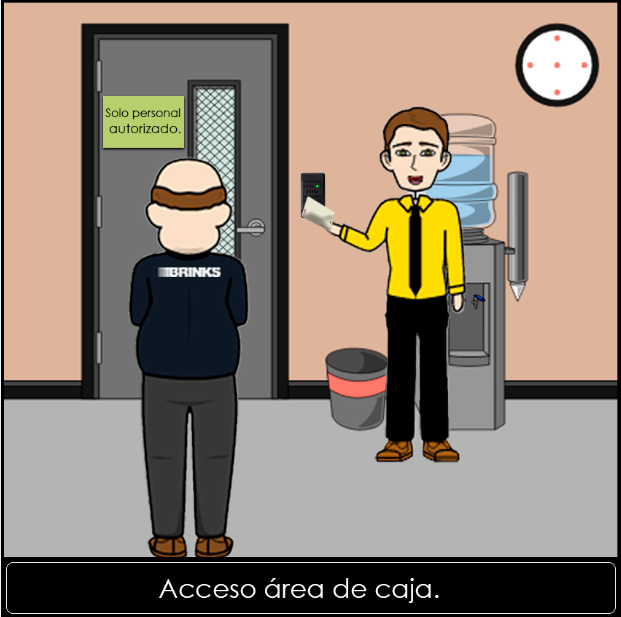 Solo personal
autorizado.
BRINKS
Acceso área de caja.